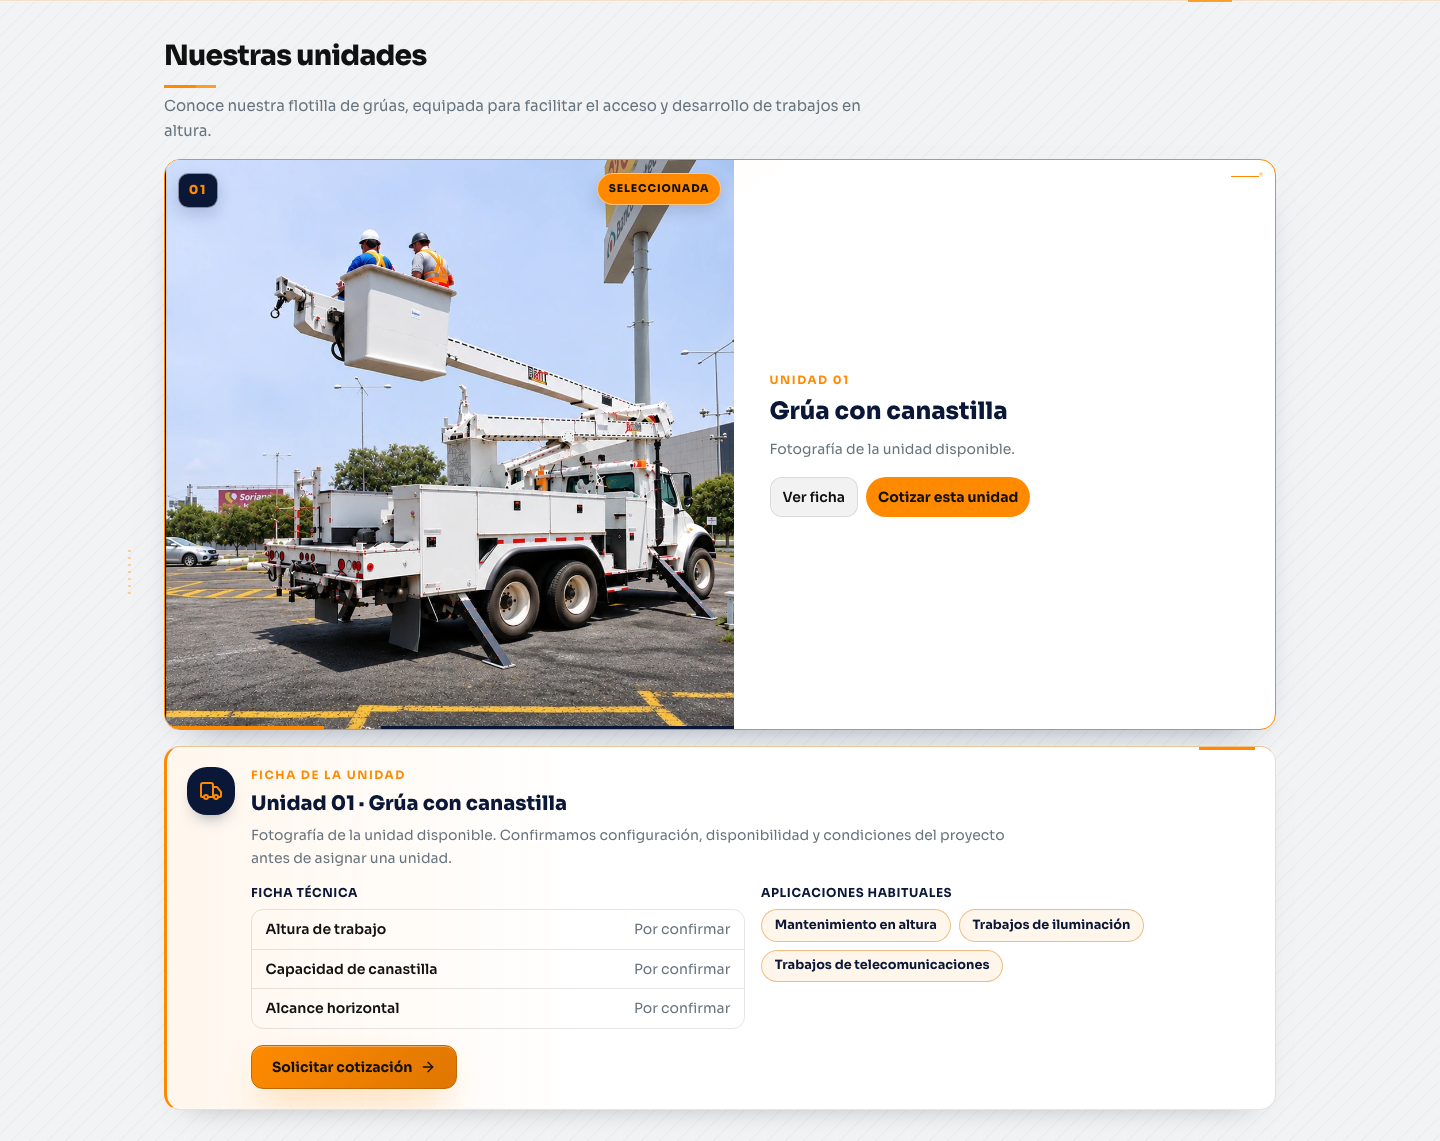 Nuestras unidades
Conoce nuestra flotilla de grúas, equipada para facilitar el acceso y desarrollo de trabajos en
altura.
01
SELECCIONADA
UNIDAD 01
Grúa con canastilla
Fotografía de la unidad disponible.
Ver ficha
Cotizar esta unidad
FICHA DE LA UNIDAD
Unidad 01 · Grúa con canastilla
Fotografía de la unidad disponible. Confirmamos configuración, disponibilidad y condiciones del proyecto
antes de asignar una unidad.
FICHA TÉCNICA
Altura de trabajo Por confirmar
Capacidad de canastilla Por confirmar
Alcance horizontal Por confirmar
APLICACIONES HABITUALES
Mantenimiento en altura
Trabajos de iluminación
Trabajos de telecomunicaciones
Solicitar cotización